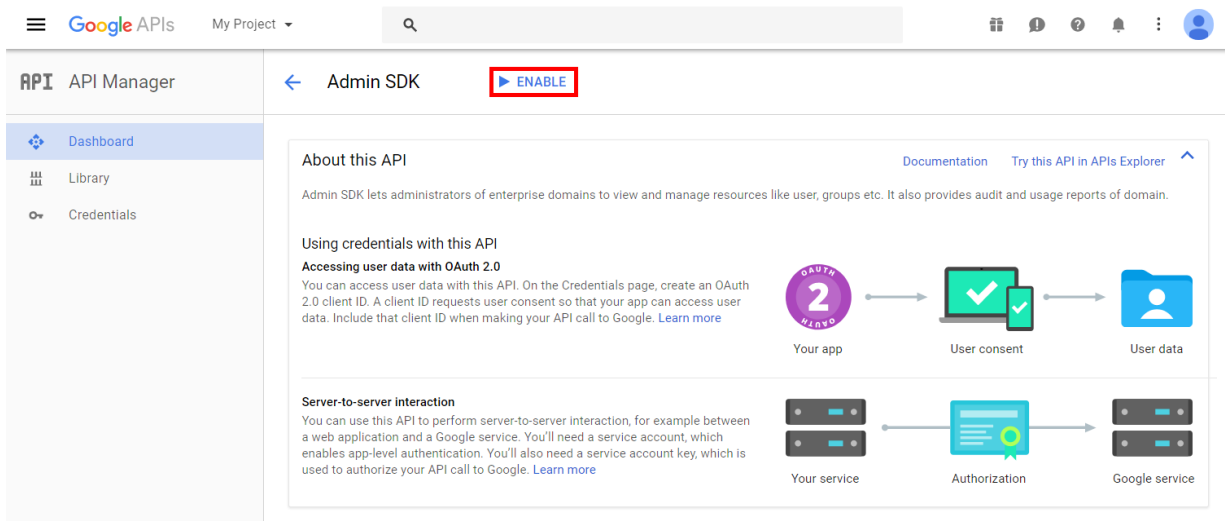 Google APIs My Project
API API Manager
Admin SDK ENABLE
Dashboard
Library
Credentials
About this API
Documentation Try this API in APIs Explorer
Admin SDK lets administrators of enterprise domains to view and manage resources like user, groups etc. It also provides audit and usage reports of domain.
Using credentials with this API
Accessing user data with OAuth 2.0
You can access user data with this API. On the Credentials page, create an OAuth
2.0 client ID. A client ID requests user consent so that your app can access user
data. Include that client ID when making your API call to Google. Learn more
OAUTH
2
OAUTH
Your app User consent User data
Server-to-server interaction
You can use this API to perform server-to-server interaction, for example between
a web application and a Google service. You'll need a service account, which
enables app-level authentication. You'll also need a service account key, which is
used to authorize your API call to Google. Learn more
Your service Authorization Google service